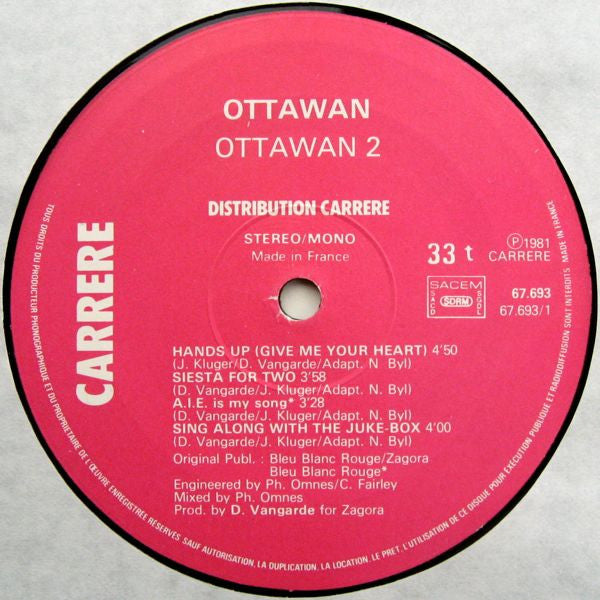 OTTAWAN
OTTAWAN 2
DISTRIBUTION CARRERE
STEREO/MONO
Made in France
33 t
Ⓟ1981
CARRERE
SACEM
SACD
SDRM
SGDL
67.693
67.693/1
CARRERE
HANDS UP (GIVE ME YOUR HEART) 4'50
(J. Kluger/D. Vangarde/Adapt. N. Byl)
SIESTA FOR TWO 3'58
(D. Vangarde/J. Kluger/Adapt. N. Byl)
A.I.E. is my song* 3'28
(D. Vangarde/J. Kluger/Adapt. N. Byl)
SING ALONG WITH THE JUKE-BOX 4'00
(D. Vangarde/J. Kluger/Adapt. N. Byl)
Original Publ. : Bleu Blanc Rouge/Zagora
Bleu Blanc Rouge*
Engineered by Ph. Omnes/C. Fairley
Mixed by Ph. Omnes
Prod. by D. Vangarde for Zagora
TOUS DROITS DU PRODUCTEUR PHONOGRAPHIQUE ET DU PROPRIETAIRE DE L'ŒUVRE ENREGISTREE RESERVES. SAUF AUTORISATION, LA DUPLICATION, LA LOCATION, LE PRET, L'UTILISATION DE CE DISQUE POUR EXECUTION PUBLIQUE ET RADIODIFFUSION SONT INTERDITS. MADE IN FRANCE.